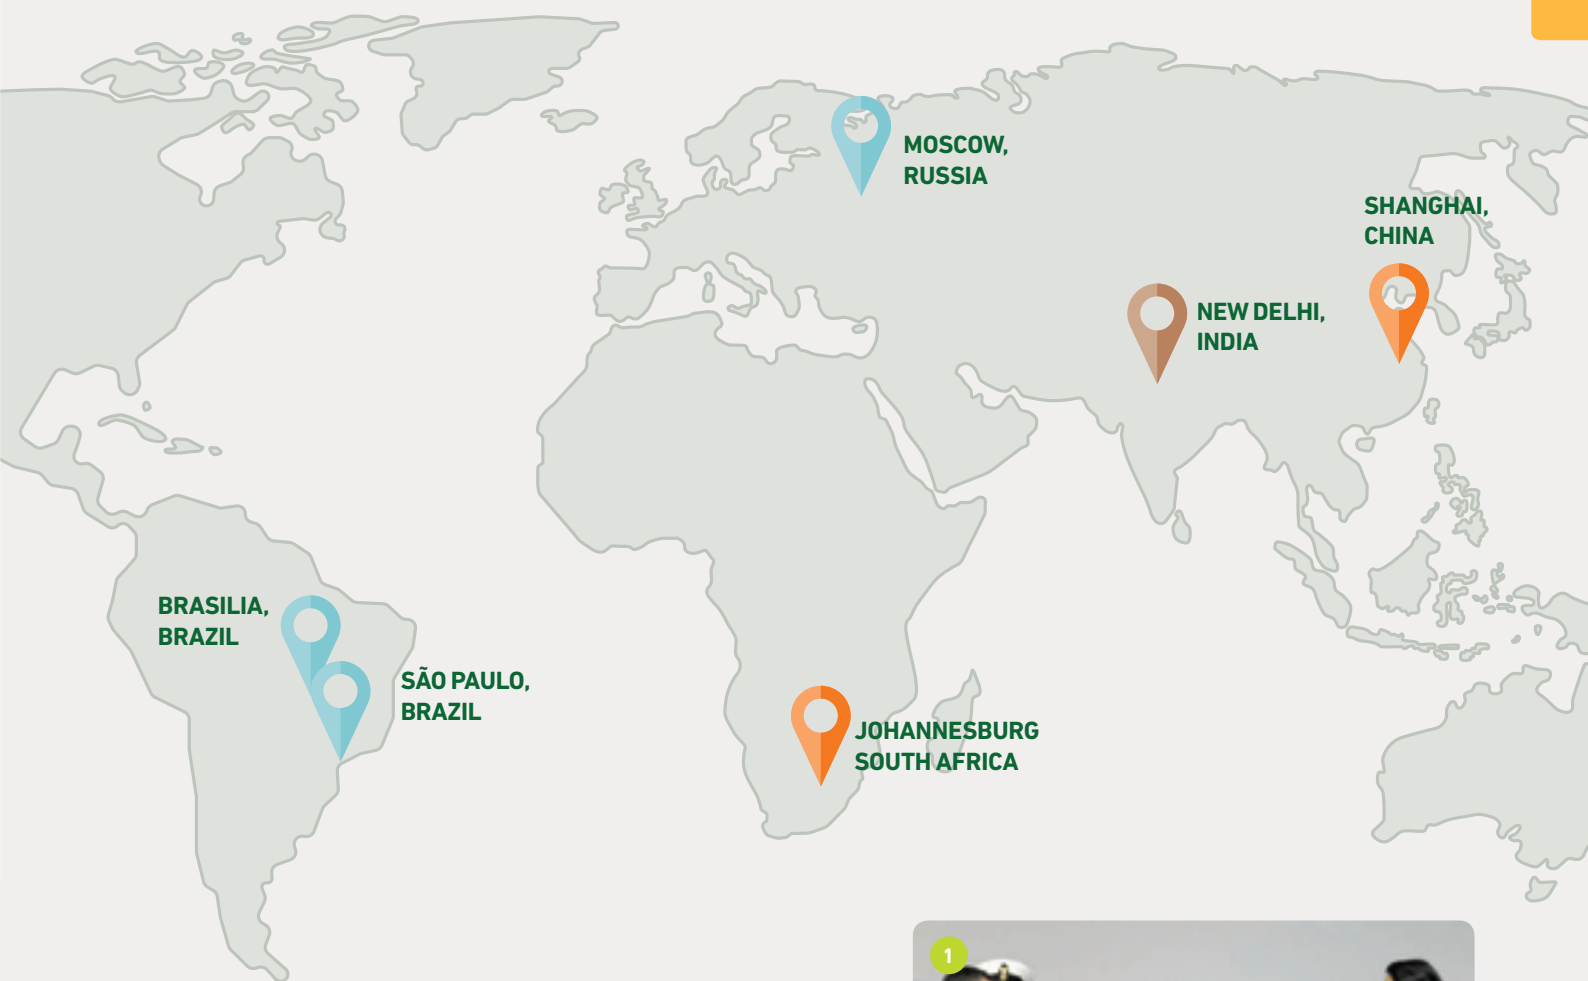 MOSCOW,
RUSSIA
SHANGHAI,
CHINA
NEW DELHI,
INDIA
BRASILIA,
BRAZIL
SÃO PAULO,
BRAZIL
JOHANNESBURG
SOUTH AFRICA
1